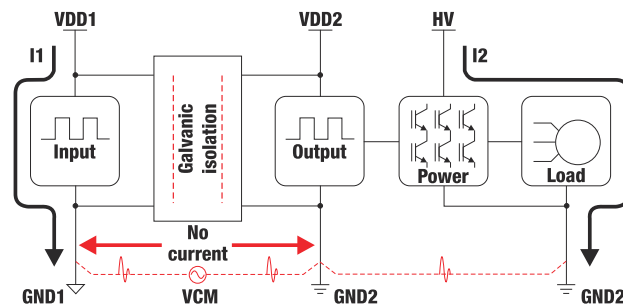 VDD1
VDD2
HV
I1
I2
Galvanic
isolation
Input
Output
Power
Load
No
current
GND1
VCM
GND2
GND2